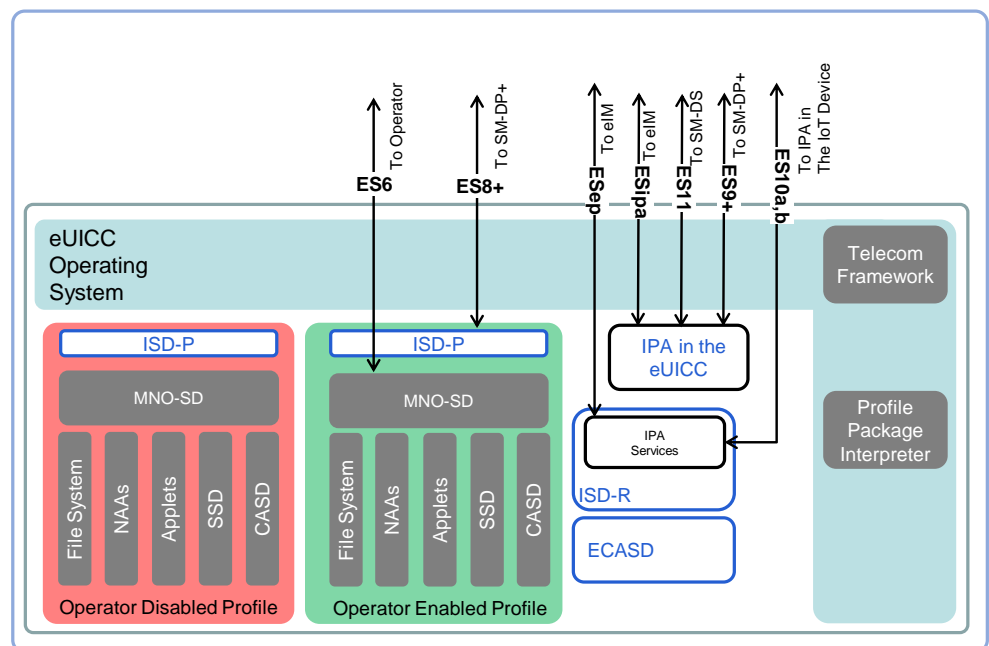 To Operator
ES6
To SM-DP+
ES8+
To eIM
ESep
To eIM
ESipa
To SM-DS
ES11
To SM-DP+
ES9+
To IPA in
The IoT Device
ES10a,b
eUICC
Operating
System
Telecom
Framework
ISD-P
MNO-SD
File System
NAAs
Applets
SSD
CASD
Operator Disabled Profile
ISD-P
MNO-SD
File System
NAAs
Applets
SSD
CASD
Operator Enabled Profile
IPA in the
eUICC
IPA
Services
ISD-R
ECASD
Profile
Package
Interpreter